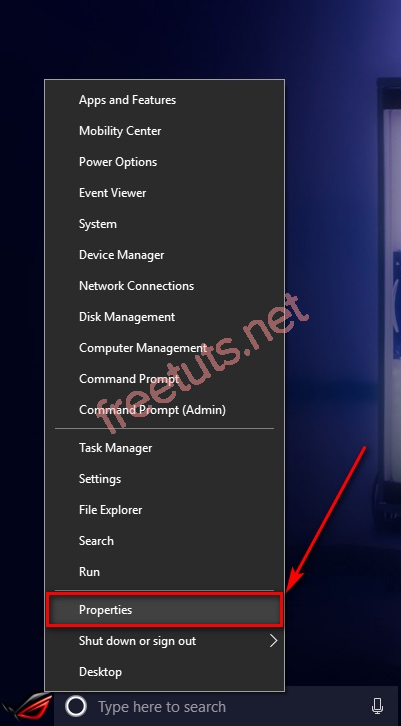 Apps and Features
Mobility Center
Power Options
Event Viewer
System
Device Manager
Network Connections
Disk Management
Computer Management
Command Prompt
Command Prompt (Admin)
freetuts.net
Task Manager
Settings
File Explorer
Search
Run
Properties
Shut down or sign out
Desktop
Type here to search